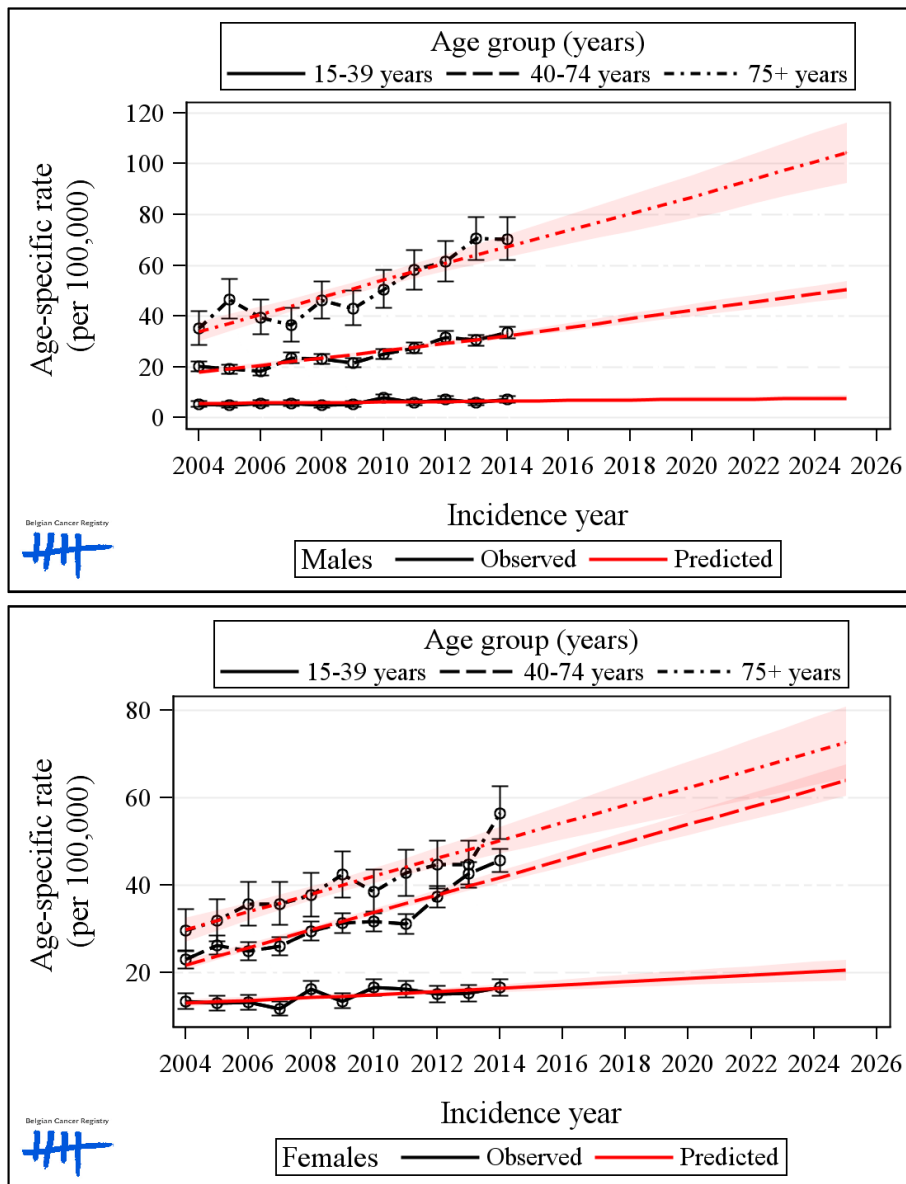 Age group (years)
15-39 years 40-74 years 75+ years
120
100
80
60
40
20
0
Age-specific rate
(per 100,000)
2004 2006 2008 2010 2012 2014 2016 2018 2020 2022 2024 2026
Incidence year
Belgian Cancer Registry
Males Observed Predicted
Age group (years)
15-39 years 40-74 years 75+ years
80
60
40
20
Age-specific rate
(per 100,000)
2004 2006 2008 2010 2012 2014 2016 2018 2020 2022 2024 2026
Incidence year
Belgian Cancer Registry
Females Observed Predicted